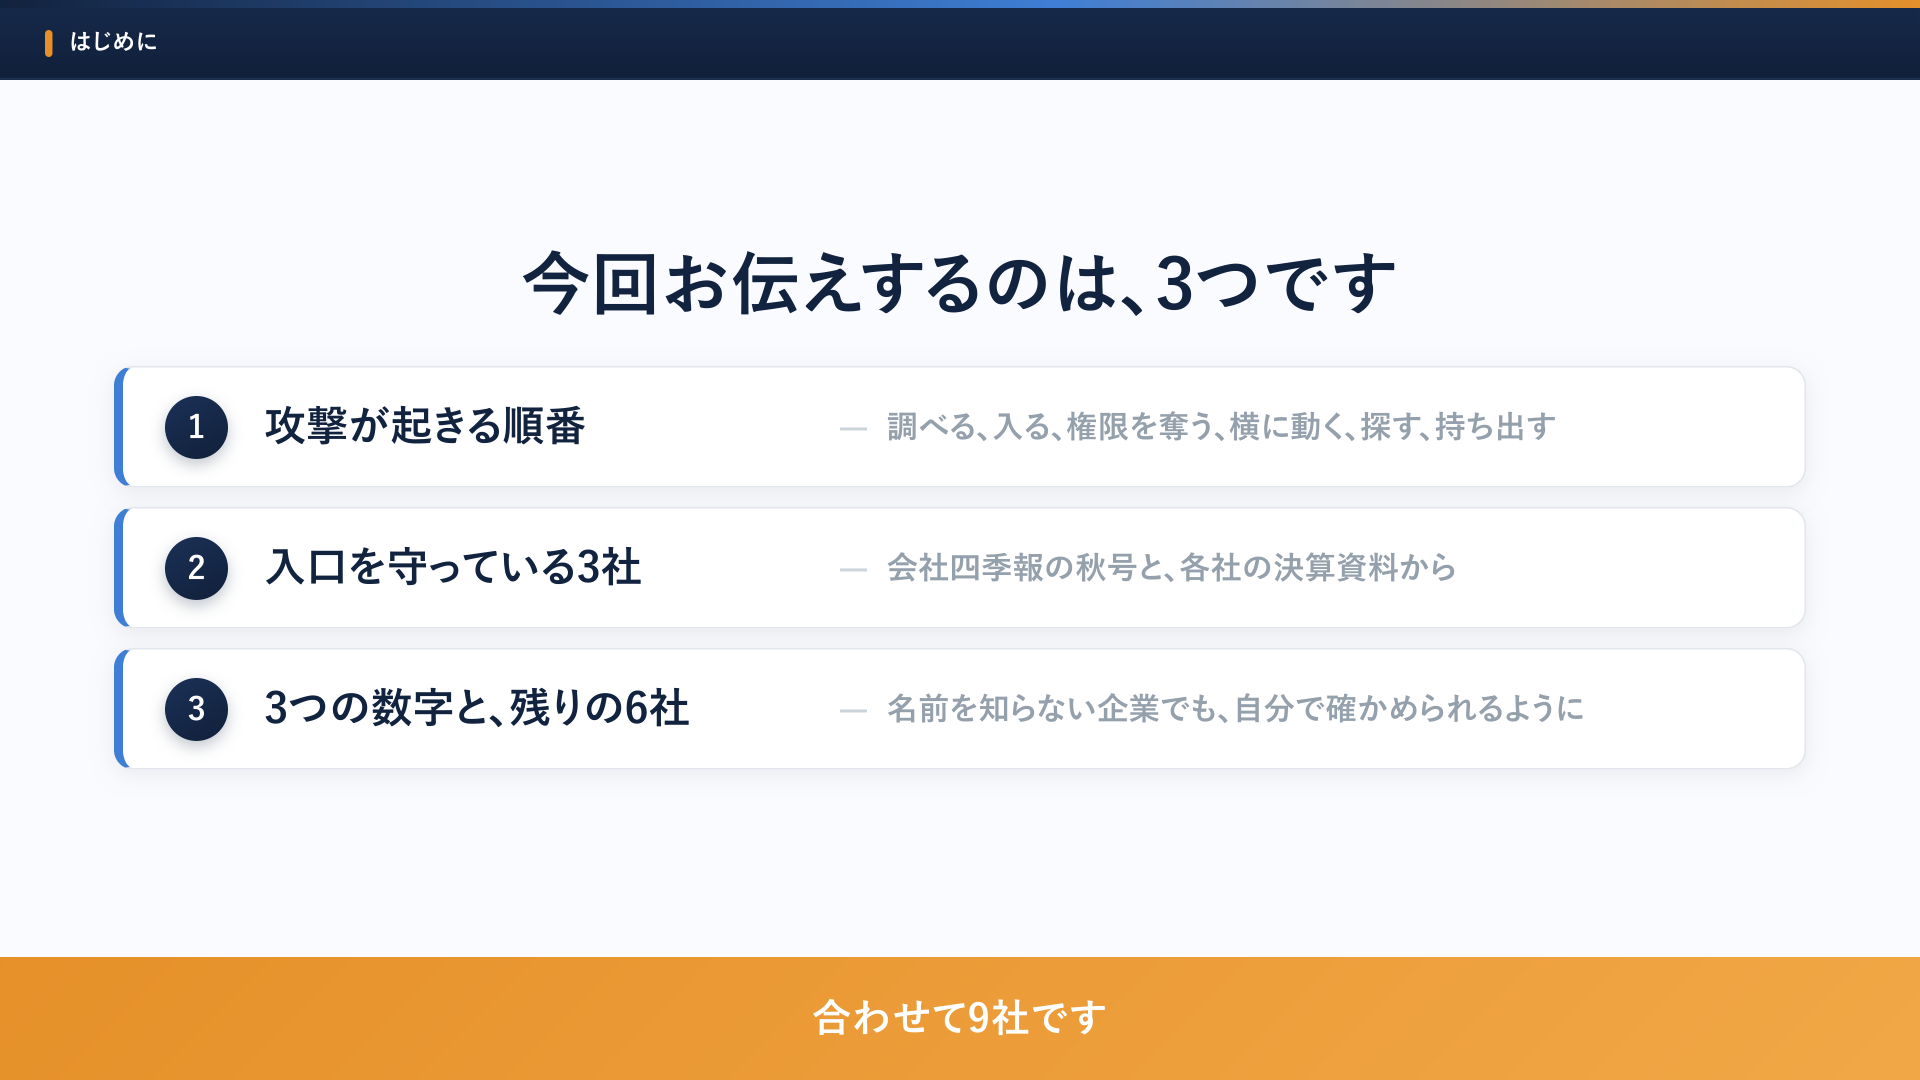 はじめに
今回お伝えするのは、3つです
1 攻撃が起きる順番 — 調べる、入る、権限を奪う、横に動く、探す、持ち出す
2 入口を守っている3社 — 会社四季報の秋号と、各社の決算資料から
3 3つの数字と、残りの6社 — 名前を知らない企業でも、自分で確かめられるように
合わせて9社です